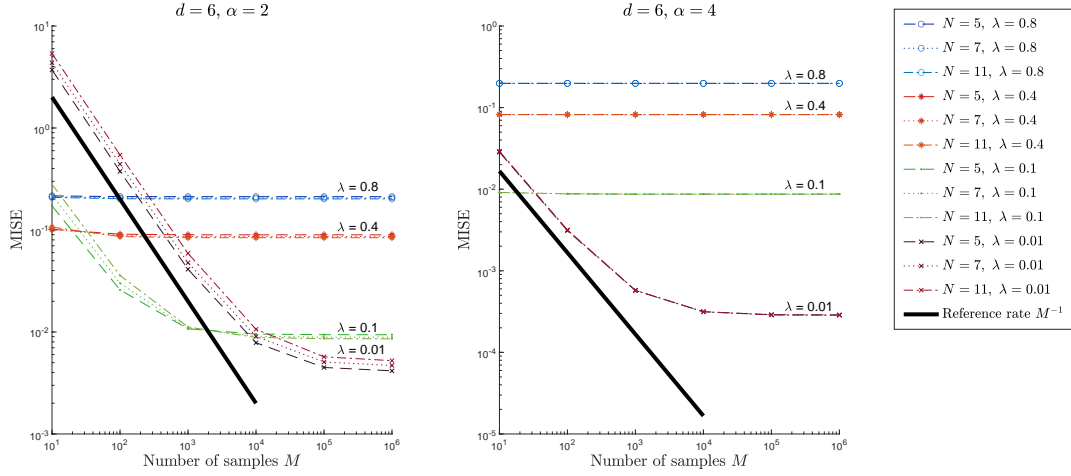 d = 6, α = 2
10^1
10^0
10^-1
10^-2
10^-3
MISE
λ = 0.8
λ = 0.4
λ = 0.1
λ = 0.01
10^1 10^2 10^3 10^4 10^5 10^6
Number of samples M
d = 6, α = 4
10^0
10^-1
10^-2
10^-3
10^-4
10^-5
MISE
λ = 0.8
λ = 0.4
λ = 0.1
λ = 0.01
10^1 10^2 10^3 10^4 10^5 10^6
Number of samples M
N = 5, λ = 0.8
N = 7, λ = 0.8
N = 11, λ = 0.8
N = 5, λ = 0.4
N = 7, λ = 0.4
N = 11, λ = 0.4
N = 5, λ = 0.1
N = 7, λ = 0.1
N = 11, λ = 0.1
N = 5, λ = 0.01
N = 7, λ = 0.01
N = 11, λ = 0.01
Reference rate M^-1